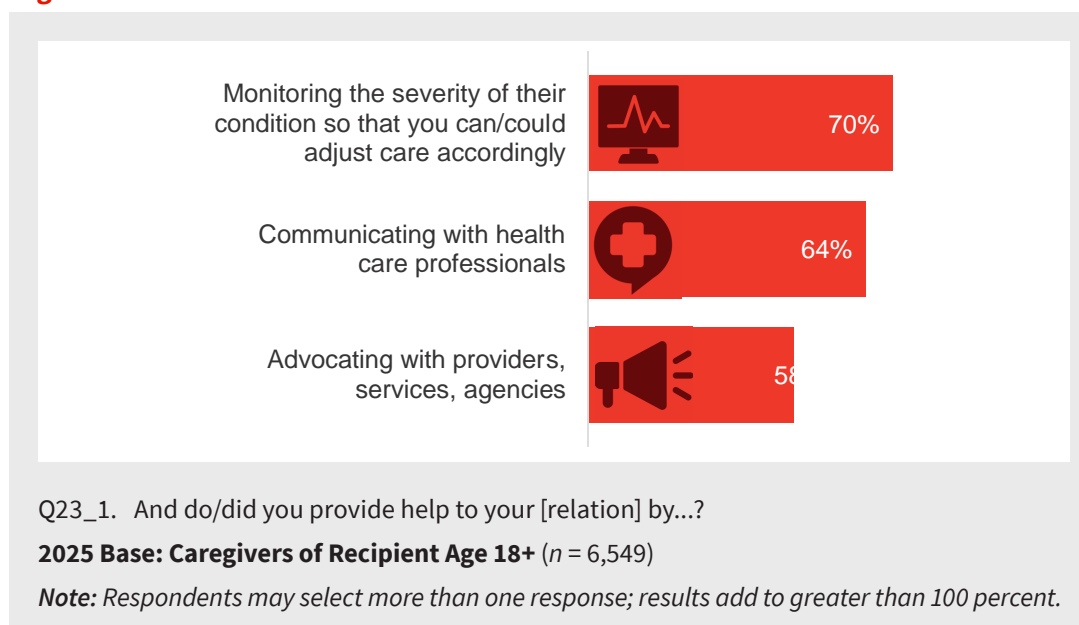 Monitoring the severity of their
condition so that you can/could
adjust care accordingly
70%
Communicating with health
care professionals
64%
Advocating with providers,
services, agencies
58
Q23_1. And do/did you provide help to your [relation] by...?
2025 Base: Caregivers of Recipient Age 18+ (n = 6,549)
Note: Respondents may select more than one response; results add to greater than 100 percent.